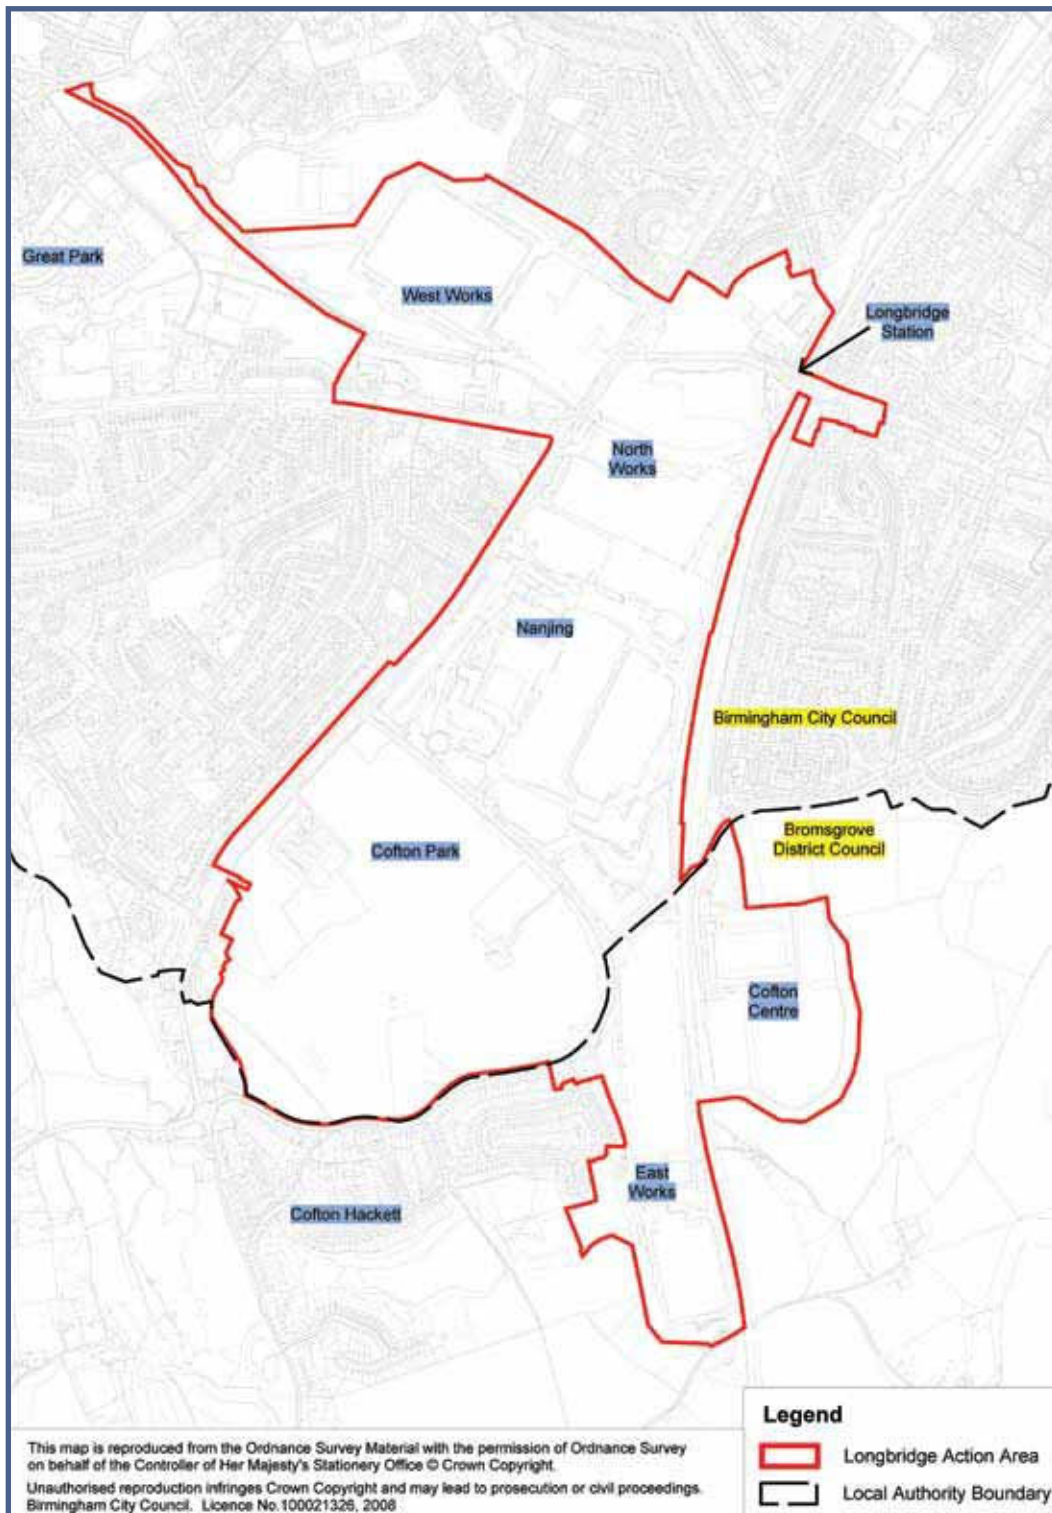 Great Park
West Works
Longbridge
Station
North
Works
Nanjing
Birmingham City Council
Bromsgrove
District Council
Cofton Park
Cofton
Centre
East
Works
Cofton Hackett
Legend
Longbridge Action Area
Local Authority Boundary
This map is reproduced from the Ordnance Survey Material with the permission of Ordnance Survey
on behalf of the Controller of Her Majesty's Stationery Office © Crown Copyright.
Unauthorised reproduction infringes Crown Copyright and may lead to prosecution or civil proceedings.
Birmingham City Council. Licence No.100021326, 2008